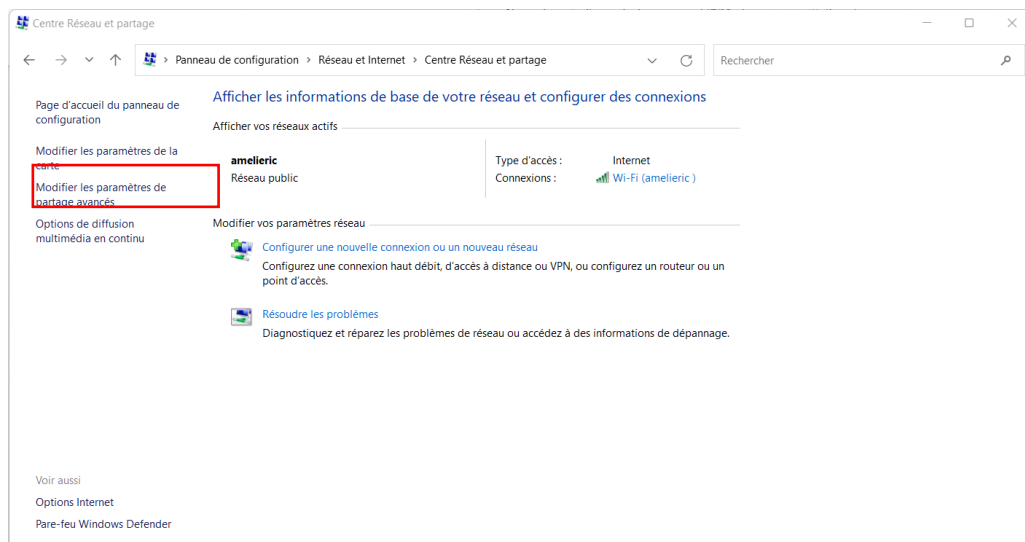 Centre Réseau et partage
Panneau de configuration > Réseau et Internet > Centre Réseau et partage
Rechercher
Page d'accueil du panneau de
configuration
Modifier les paramètres de la
carte
Modifier les paramètres de
partage avancés
Options de diffusion
multimédia en continu
Afficher les informations de base de votre réseau et configurer des connexions
Afficher vos réseaux actifs
amelieric
Réseau public
Type d'accès : Internet
Connexions : Wi-Fi (amelieric )
Modifier vos paramètres réseau
Configurer une nouvelle connexion ou un nouveau réseau
Configurez une connexion haut débit, d'accès à distance ou VPN, ou configurez un routeur ou un
point d'accès.
Résoudre les problèmes
Diagnostiquez et réparez les problèmes de réseau ou accédez à des informations de dépannage.
Voir aussi
Options Internet
Pare-feu Windows Defender